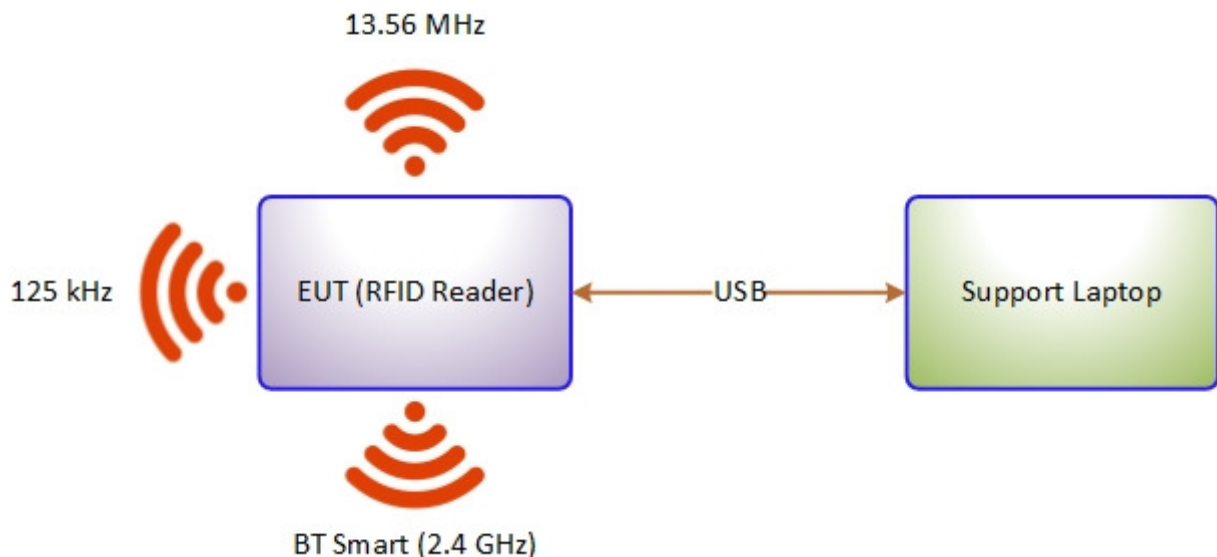 13.56 MHz
125 kHz
EUT (RFID Reader)
USB
Support Laptop
BT Smart (2.4 GHz)